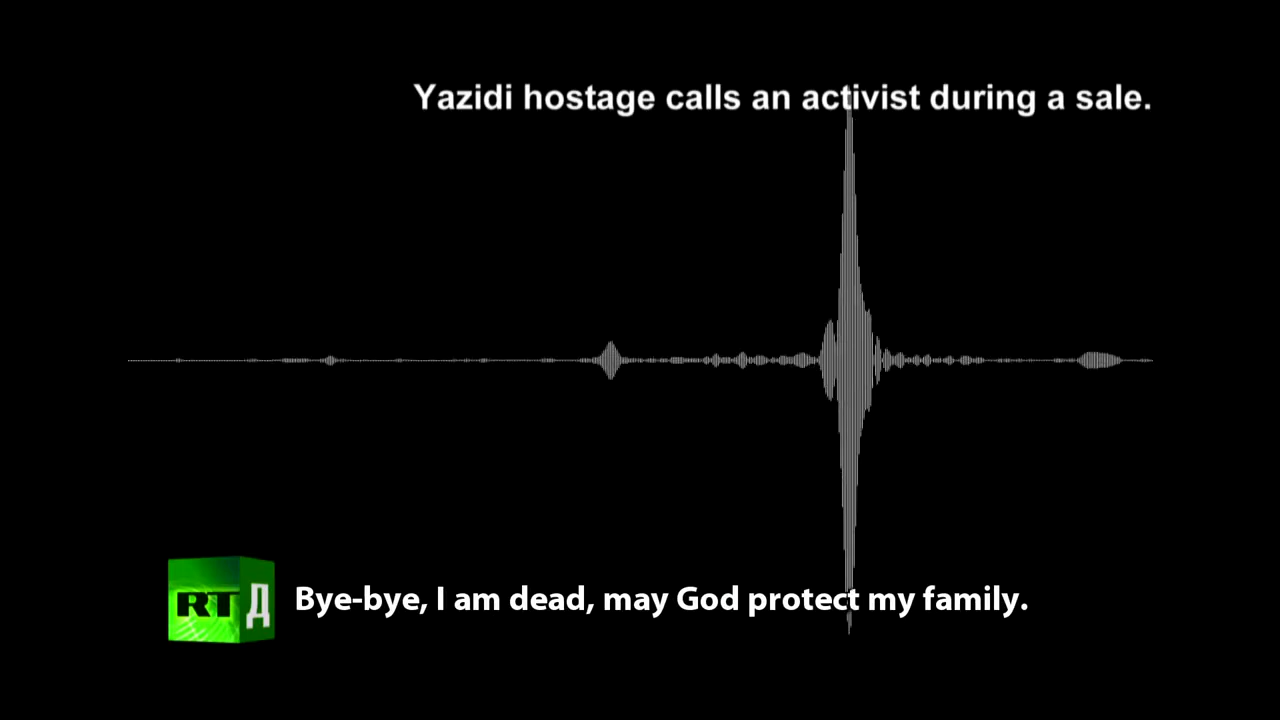 Yazidi hostage calls an activist during a sale.
RT Д
Bye-bye, I am dead, may God protect my family.